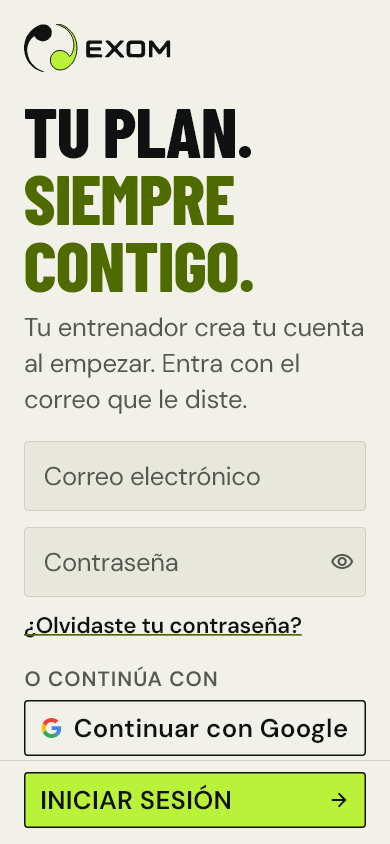 EXOM
TU PLAN.
SIEMPRE
CONTIGO.
Tu entrenador crea tu cuenta
al empezar. Entra con el
correo que le diste.
Correo electrónico
Contraseña
¿Olvidaste tu contraseña?
O CONTINÚA CON
Continuar con Google
INICIAR SESIÓN